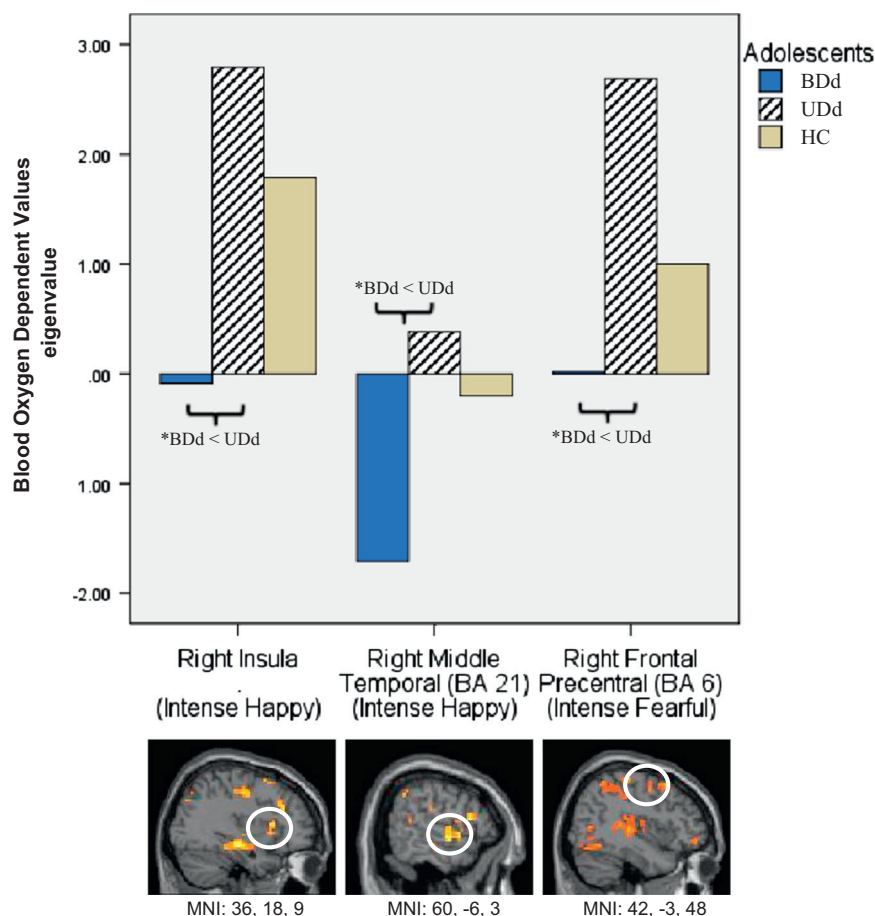 3.00
2.00
1.00
.00
1.00
-2.00
Blood Oxygen Dependent Values
eigenvalue
Adolescents
BDd
UDd
HC
*BDd < UDd
*BDd < UDd
*BDd < UDd
Right Insula
.
(Intense Happy)
Right Middle
Temporal (BA 21)
(Intense Happy)
Right Frontal
Precentral (BA 6)
(Intense Fearful)
MNI: 36, 18, 9
MNI: 60, -6, 3
MNI: 42, -3, 48